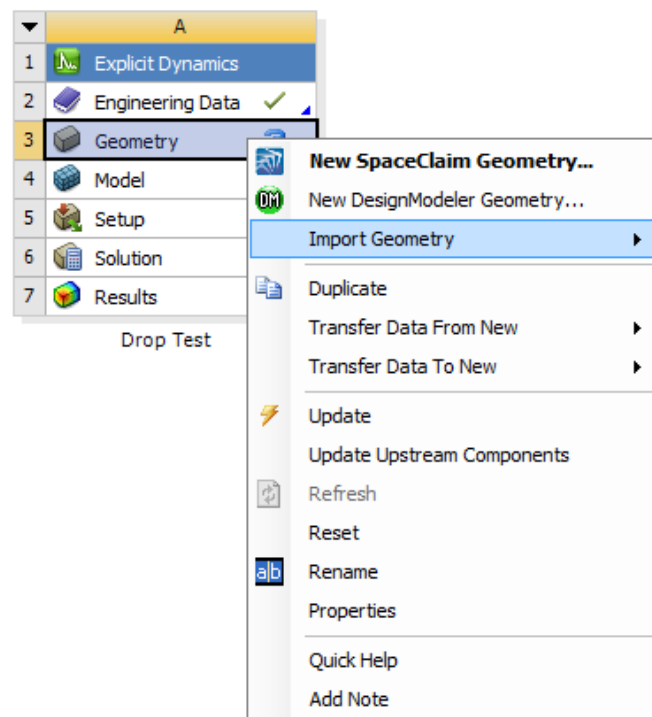 A
1 Explicit Dynamics
2 Engineering Data
3 Geometry
4 Model
5 Setup
6 Solution
7 Results
Drop Test
New SpaceClaim Geometry...
DM New DesignModeler Geometry...
Import Geometry
Duplicate
Transfer Data From New
Transfer Data To New
Update
Update Upstream Components
Refresh
Reset
a|b Rename
Properties
Quick Help
Add Note